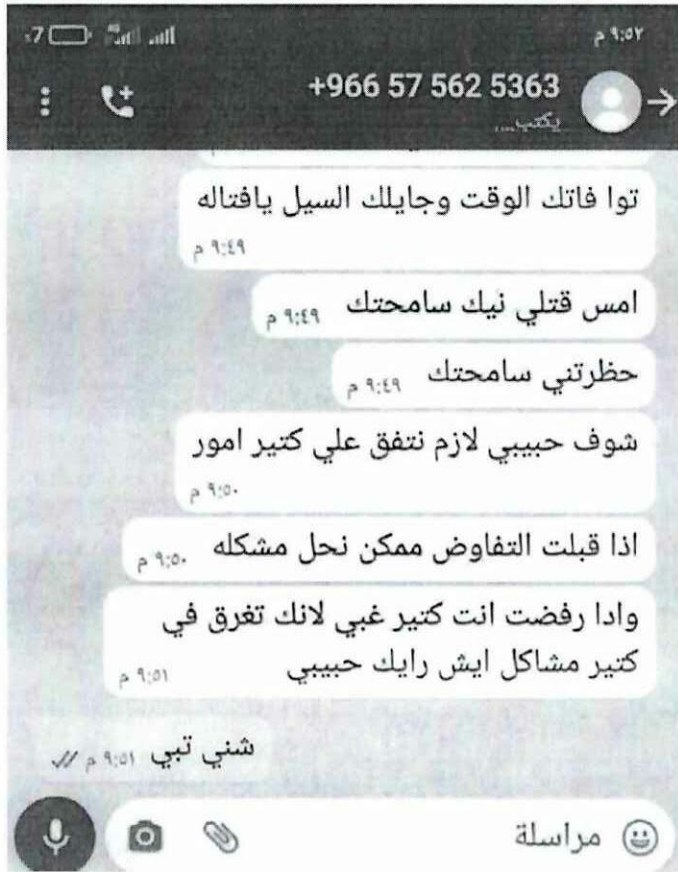 ٩:٥٢ م
+966 57 562 5363
يكتب...
توا فاتك الوقت وجايلك السيل يافتاله
٩:٤٩ م
امس قتلي نيك سامحتك ٩:٤٩ م
حظرتني سامحتك ٩:٤٩ م
شوف حبيبي لازم نتفق علي كتير امور
٩:٥٠ م
اذا قبلت التفاوض ممكن نحل مشكله ٩:٥٠ م
وادا رفضت انت كتير غبي لانك تغرق في
كتير مشاكل ايش رايك حبيبي ٩:٥١ م
شني تبي ٩:٥١ م
مراسلة